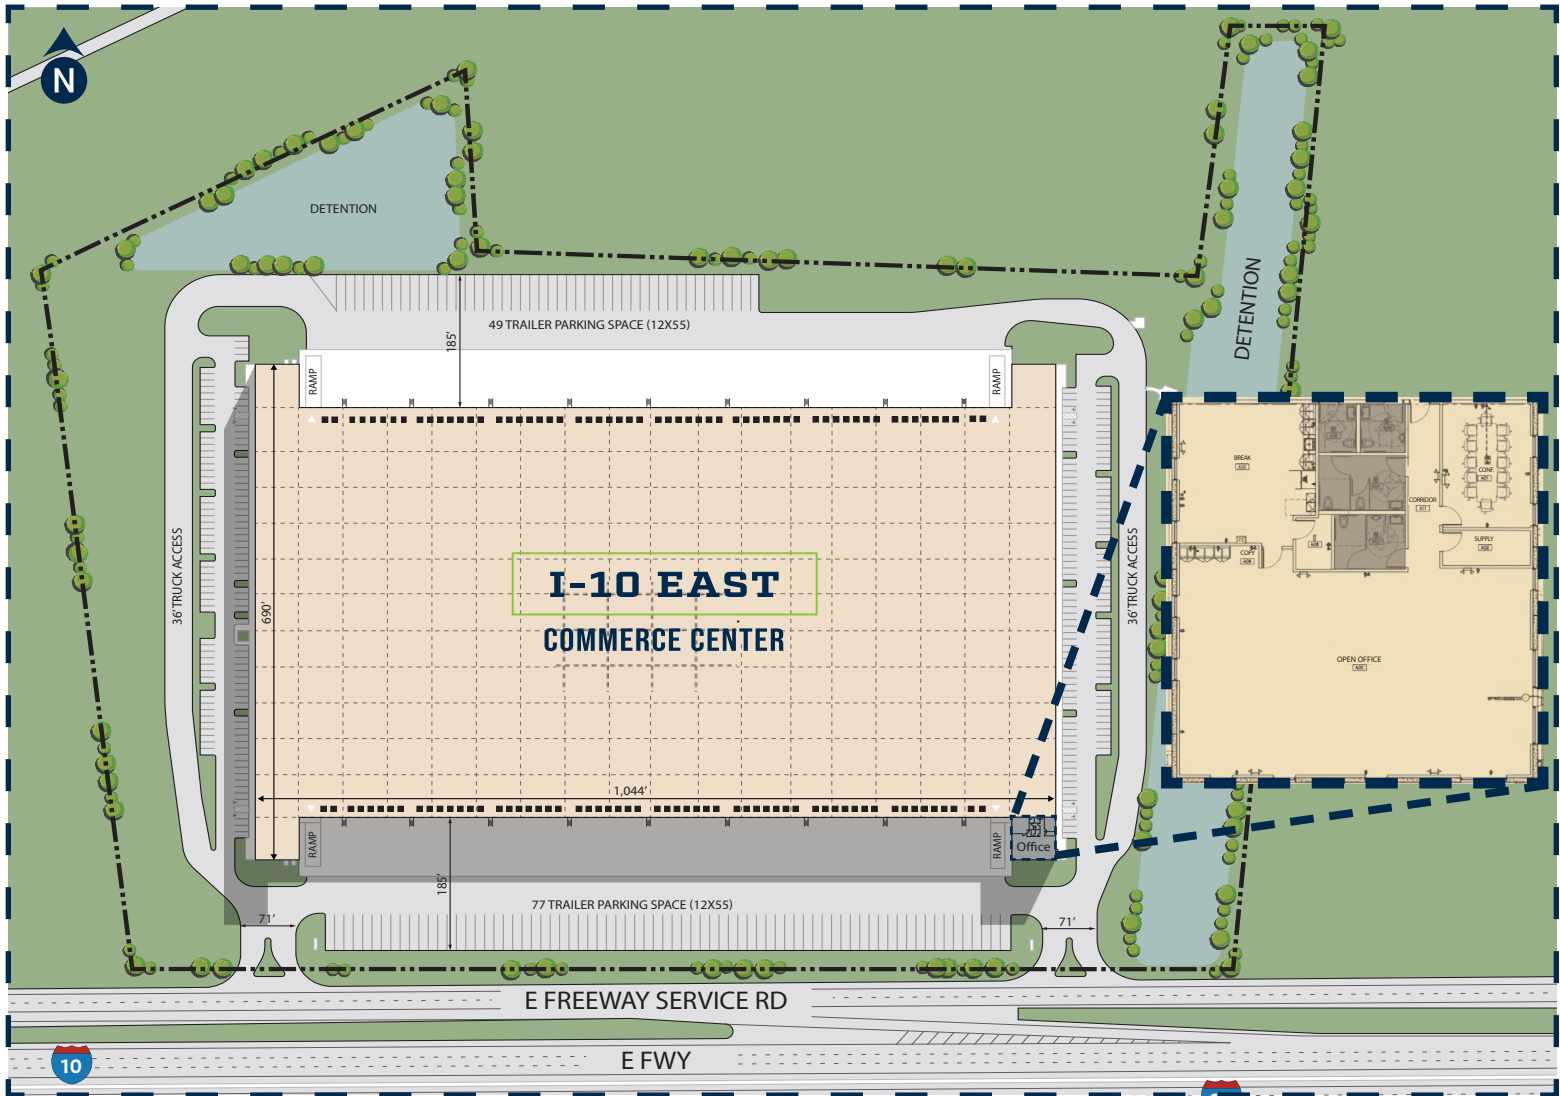 N
DETENTION
DETENTION
49 TRAILER PARKING SPACE (12X55)
185'
RAMP
RAMP
BREAK
CONF.
CORRIDOR
A11
SUPPLY
COPY
36' TRUCK ACCESS
690'
I-10 EAST
COMMERCE CENTER
36' TRUCK ACCESS
OPEN OFFICE
A00
1,044'
RAMP
RAMP
Office
185'
77 TRAILER PARKING SPACE (12X55)
71'
71'
E FREEWAY SERVICE RD
E FWY
10